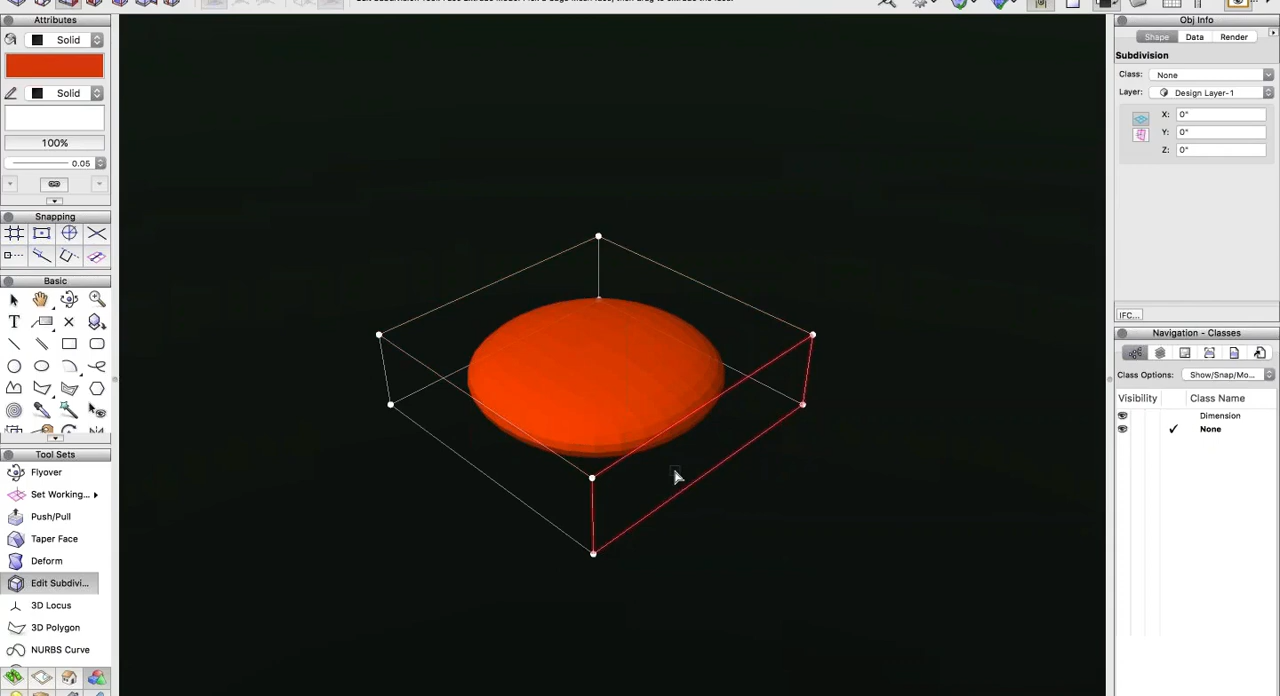 Attributes
Solid
Solid
100%
0.05
Snapping
Basic
Tool Sets
Flyover
Set Working...
Push/Pull
Taper Face
Deform
Edit Subdivi...
3D Locus
3D Polygon
NURBS Curve
Obj Info
Shape Data Render
Subdivision
Class: None
Layer: Design Layer-1
X: 0"
Y: 0"
Z: 0"
IFC...
Navigation - Classes
Class Options: Show/Snap/Mo...
Visibility Class Name
Dimension
✓ None